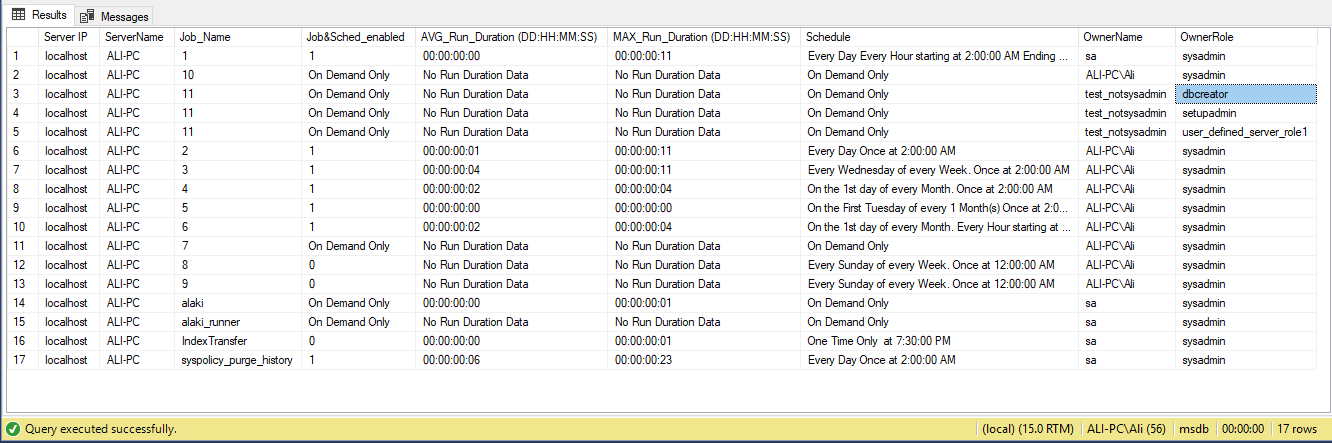 Results Messages
Server IP ServerName Job_Name Job&Sched_enabled AVG_Run_Duration (DD:HH:MM:SS) MAX_Run_Duration (DD:HH:MM:SS) Schedule OwnerName OwnerRole
1 localhost ALI-PC 1 1 00:00:00:00 00:00:00:11 Every Day Every Hour starting at 2:00:00 AM Ending ... sa sysadmin
2 localhost ALI-PC 10 On Demand Only No Run Duration Data No Run Duration Data On Demand Only ALI-PC\Ali sysadmin
3 localhost ALI-PC 11 On Demand Only No Run Duration Data No Run Duration Data On Demand Only test_notsysadmin dbcreator
4 localhost ALI-PC 11 On Demand Only No Run Duration Data No Run Duration Data On Demand Only test_notsysadmin setupadmin
5 localhost ALI-PC 11 On Demand Only No Run Duration Data No Run Duration Data On Demand Only test_notsysadmin user_defined_server_role1
6 localhost ALI-PC 2 1 00:00:00:01 00:00:00:11 Every Day Once at 2:00:00 AM ALI-PC\Ali sysadmin
7 localhost ALI-PC 3 1 00:00:00:04 00:00:00:11 Every Wednesday of every Week. Once at 2:00:00 AM ALI-PC\Ali sysadmin
8 localhost ALI-PC 4 1 00:00:00:02 00:00:00:04 On the 1st day of every Month. Once at 2:00:00 AM ALI-PC\Ali sysadmin
9 localhost ALI-PC 5 1 00:00:00:00 00:00:00:00 On the First Tuesday of every 1 Month(s) Once at 2:0... ALI-PC\Ali sysadmin
10 localhost ALI-PC 6 1 00:00:00:02 00:00:00:04 On the 1st day of every Month. Every Hour starting at ... ALI-PC\Ali sysadmin
11 localhost ALI-PC 7 On Demand Only No Run Duration Data No Run Duration Data On Demand Only ALI-PC\Ali sysadmin
12 localhost ALI-PC 8 0 No Run Duration Data No Run Duration Data Every Sunday of every Week. Once at 12:00:00 AM ALI-PC\Ali sysadmin
13 localhost ALI-PC 9 0 No Run Duration Data No Run Duration Data Every Sunday of every Week. Once at 12:00:00 AM ALI-PC\Ali sysadmin
14 localhost ALI-PC alaki On Demand Only 00:00:00:00 00:00:00:01 On Demand Only sa sysadmin
15 localhost ALI-PC alaki_runner On Demand Only No Run Duration Data No Run Duration Data On Demand Only sa sysadmin
16 localhost ALI-PC IndexTransfer 0 00:00:00:00 00:00:00:01 One Time Only at 7:30:00 PM sa sysadmin
17 localhost ALI-PC syspolicy_purge_history 1 00:00:00:06 00:00:00:23 Every Day Once at 2:00:00 AM sa sysadmin
Query executed successfully. (local) (15.0 RTM) ALI-PC\Ali (56) msdb 00:00:00 17 rows